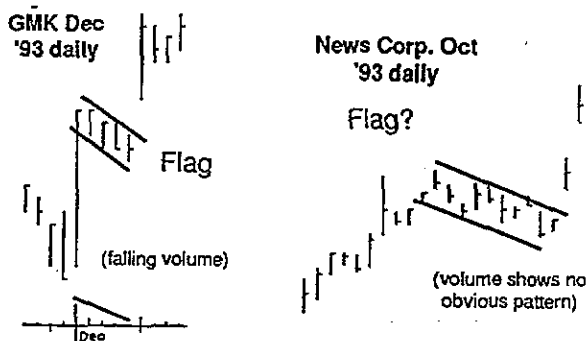 GMK Dec
'93 daily
Flag
(falling volume)
Dec
News Corp. Oct
'93 daily
Flag?
(volume shows no
obvious pattern)